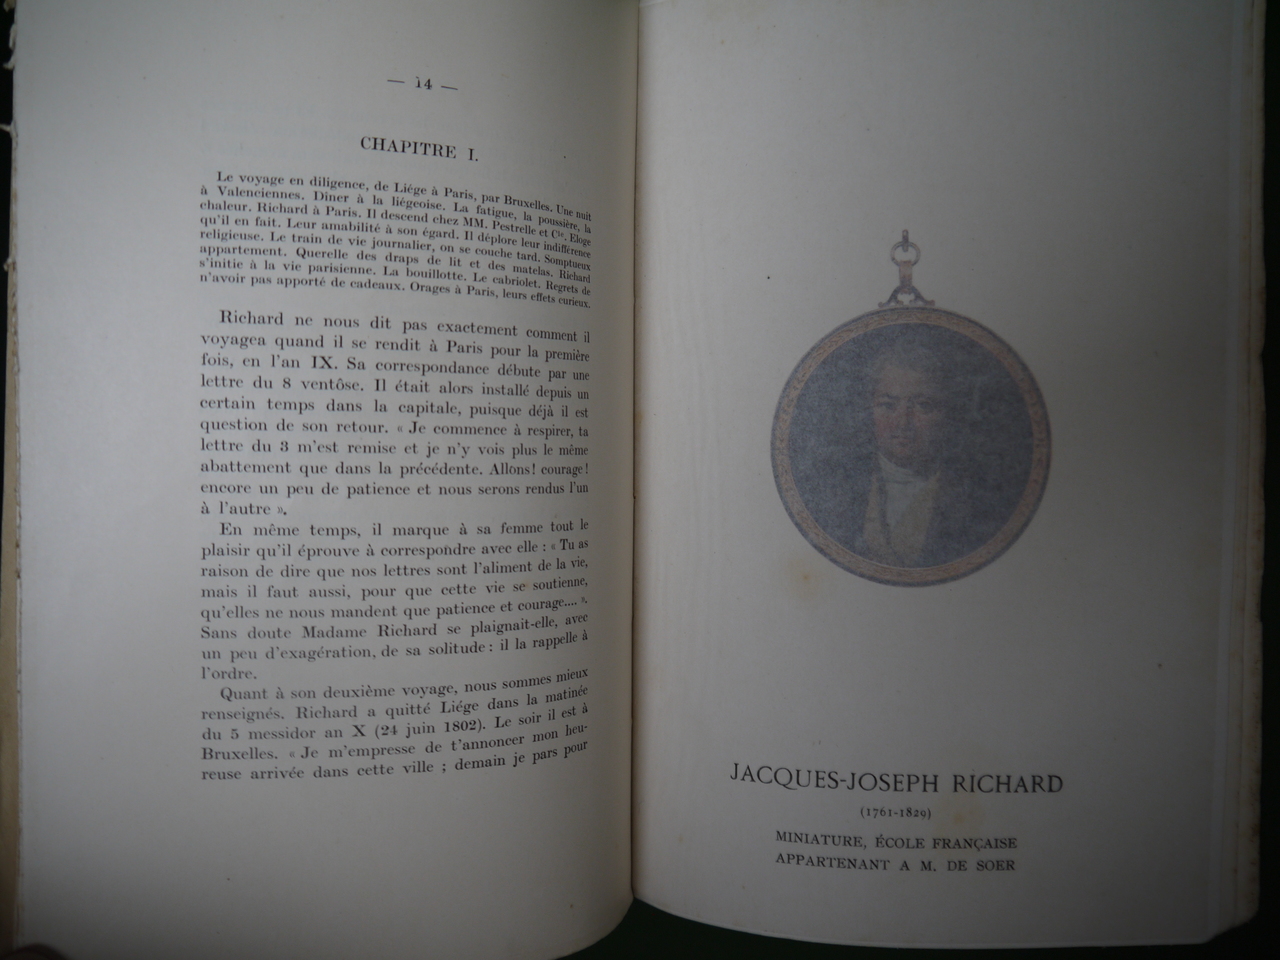 — 14 —
CHAPITRE I.
Le voyage en diligence, de Liége à Paris, par Bruxelles. Une nuit
à Valenciennes. Dîner à la liégeoise. La fatigue, la poussière, la
chaleur. Richard à Paris. Il descend chez MM. Pestrelle et Cie. Eloge
qu'il en fait. Leur amabilité à son égard. Il déplore leur indifférence
religieuse. Le train de vie journalier, on se couche tard. Somptueux
appartement. Querelle des draps de lit et des matelas. Richard
s'initie à la vie parisienne. La bouillotte. Le cabriolet. Regrets de
n'avoir pas apporté de cadeaux. Orages à Paris, leurs effets curieux.
Richard ne nous dit pas exactement comment il
voyagea quand il se rendit à Paris pour la première
fois, en l'an IX. Sa correspondance débute par une
lettre du 8 ventôse. Il était alors installé depuis un
certain temps dans la capitale, puisque déjà il est
question de son retour. « Je commence à respirer, ta
lettre du 3 m'est remise et je n'y vois plus le même
abattement que dans la précédente. Allons! courage!
encore un peu de patience et nous serons rendus l'un
à l'autre ».
En même temps, il marque à sa femme tout le
plaisir qu'il éprouve à correspondre avec elle : « Tu as
raison de dire que nos lettres sont l'aliment de la vie,
mais il faut aussi, pour que cette vie se soutienne,
qu'elles ne nous mandent que patience et courage.... ».
Sans doute Madame Richard se plaignait-elle, avec
un peu d'exagération, de sa solitude : il la rappelle à
l'ordre.
Quant à son deuxième voyage, nous sommes mieux
renseignés. Richard a quitté Liége dans la matinée
du 5 messidor an X (24 juin 1802). Le soir il est à
Bruxelles. « Je m'empresse de t'annoncer mon heu-
reuse arrivée dans cette ville ; demain je pars pour
JACQUES-JOSEPH RICHARD
(1761-1829)
MINIATURE, ÉCOLE FRANÇAISE
APPARTENANT A M. DE SOER